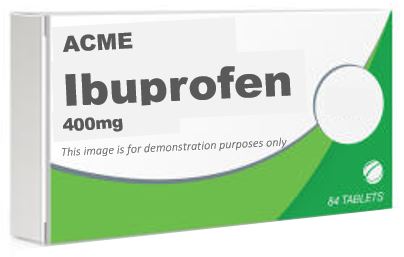 ACME
Ibuprofen
400mg
This image is for demonstration purposes only
84 TABLETS